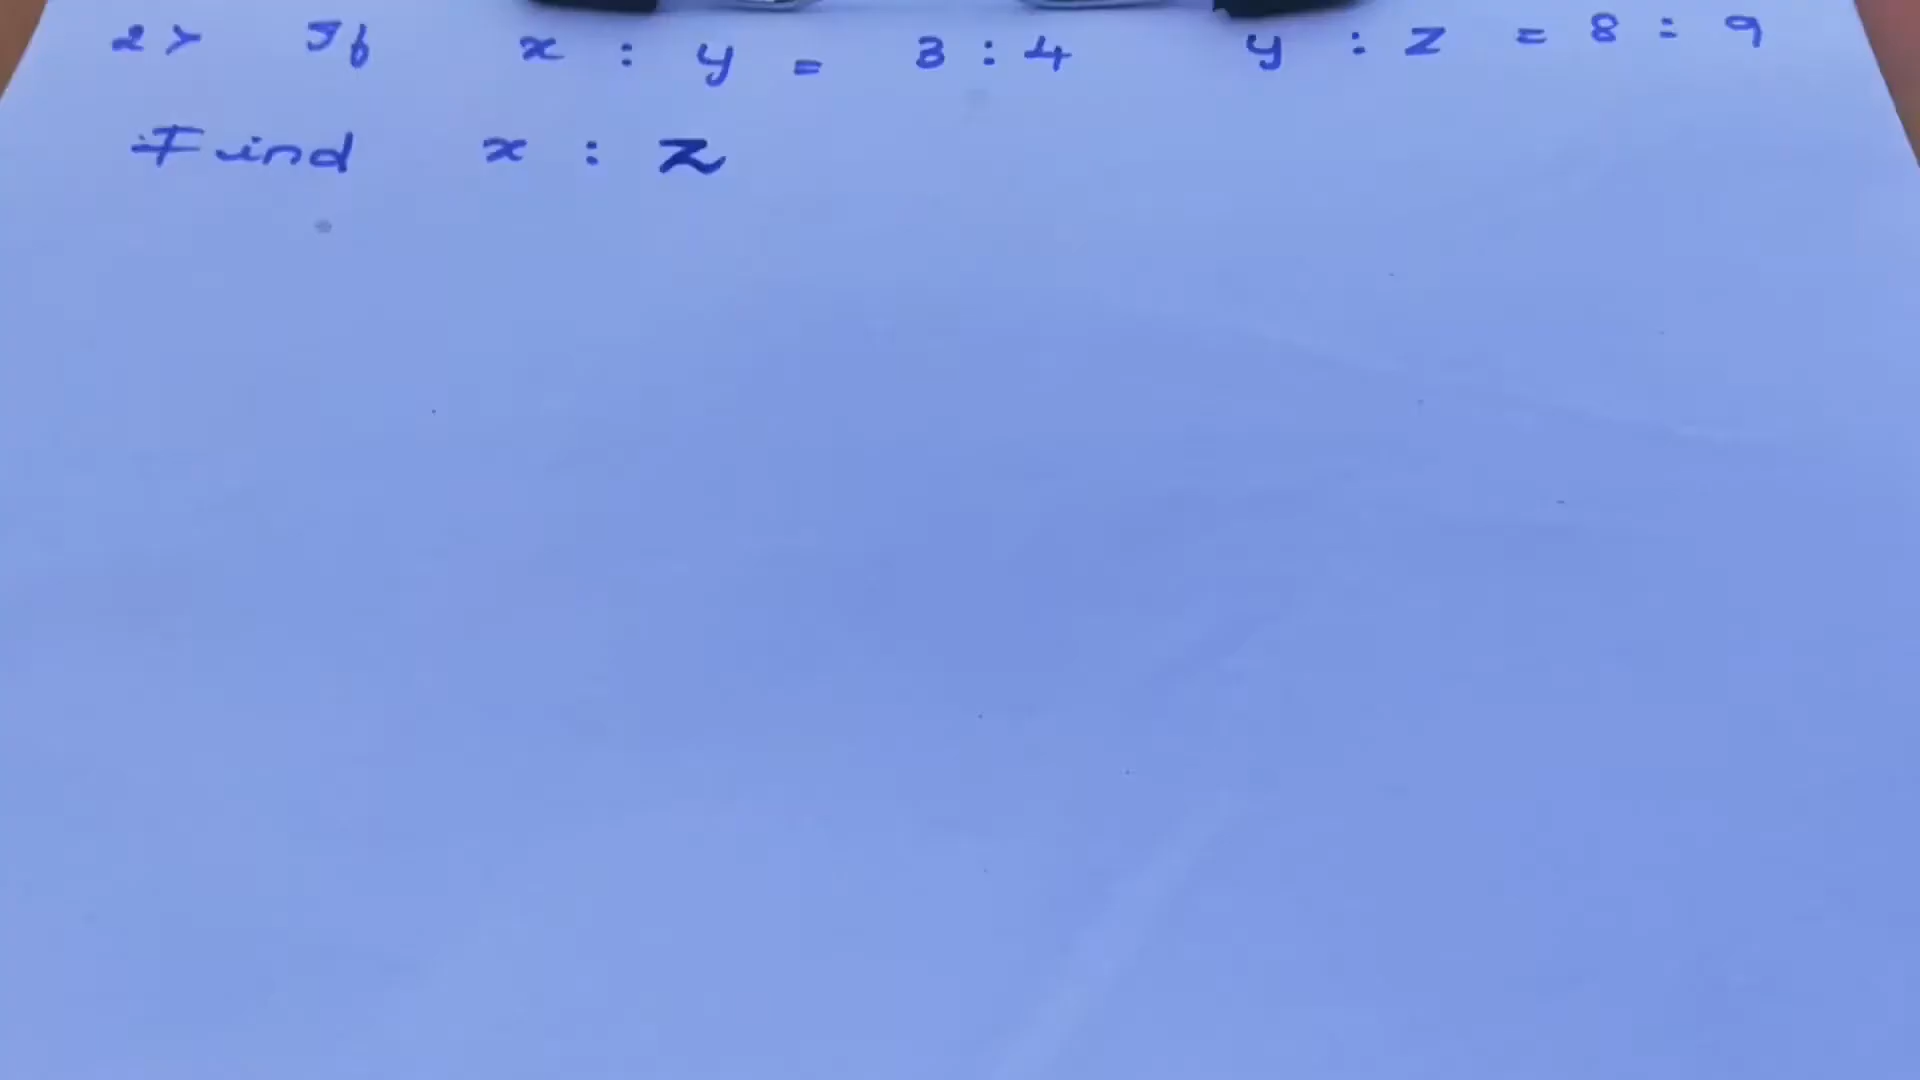 2> If x : y = 3 : 4 y : z = 8 : 9
Find x : z